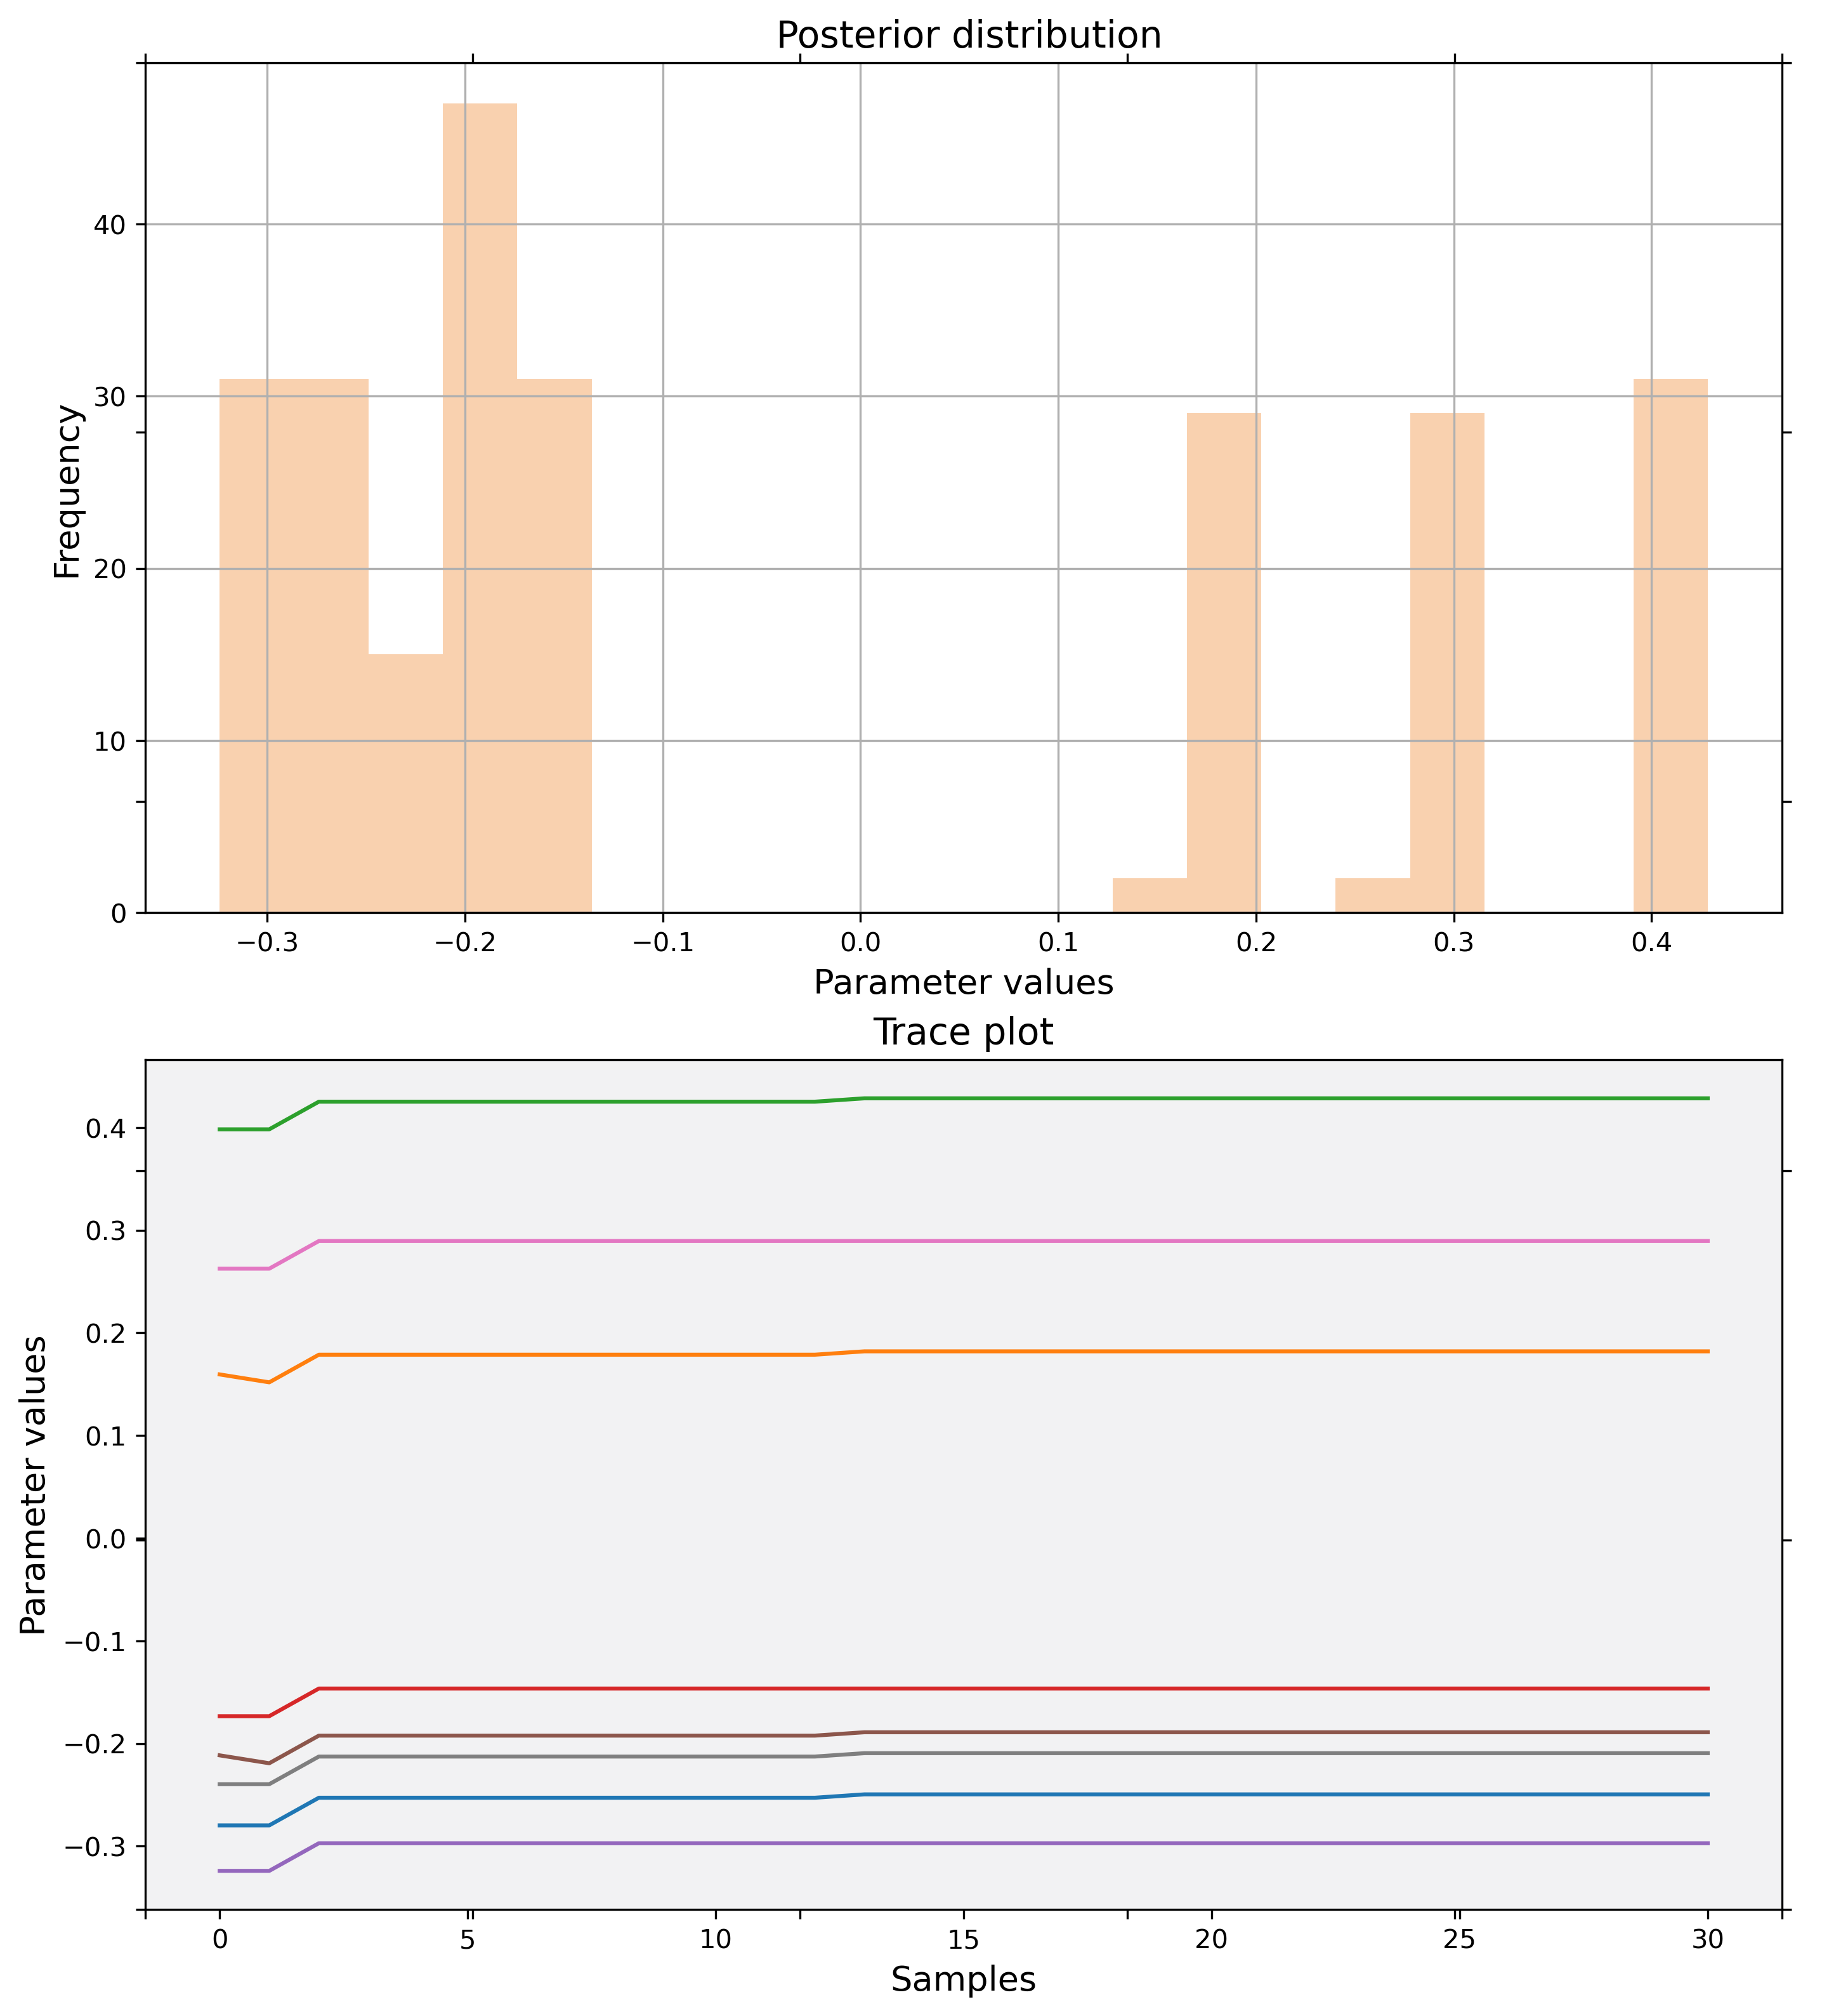 Posterior distribution
40
30
20
10
0
Frequency
−0.3 −0.2 −0.1 0.0 0.1 0.2 0.3 0.4
Parameter values
Trace plot
0.4
0.3
0.2
0.1
0.0
−0.1
−0.2
−0.3
Parameter values
0 5 10 15 20 25 30
Samples